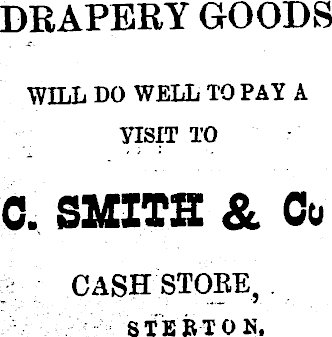 DRAPERY GOODS
WILL DO WELL TO PAY A
VISIT TO
C. SMITH & Co
CASH STORE,
STERTON.